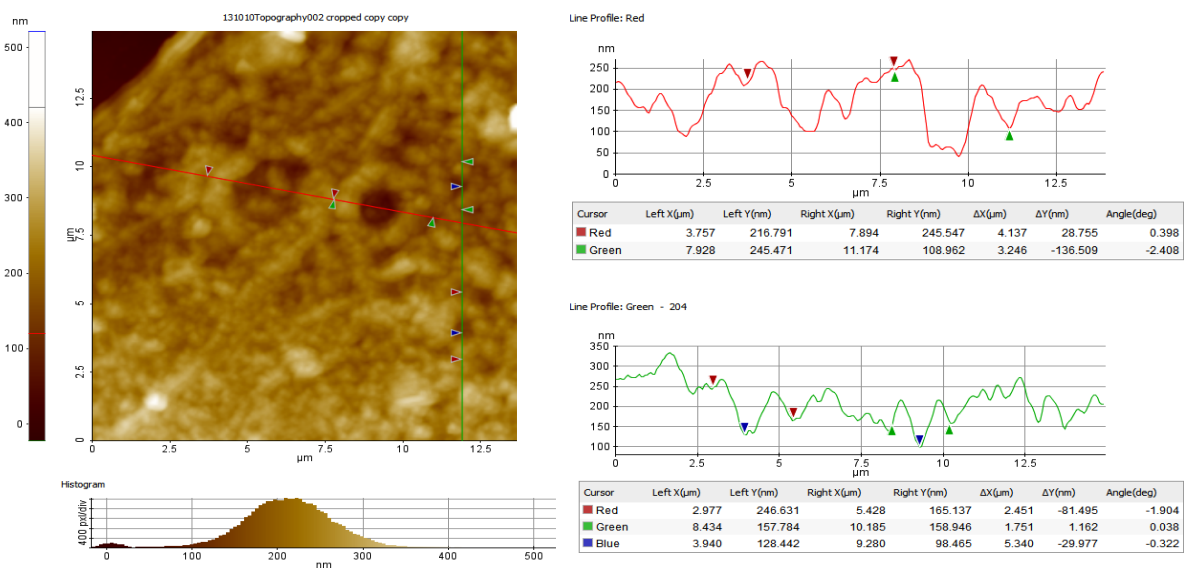 131010Topography002 cropped copy copy
nm
500
400
300
200
100
0
12.5
10
7.5
5
2.5
0
µm
0 2.5 5 7.5 10 12.5
µm
Histogram
400 pxl/div
0 100 200 300 400 500
nm
Line Profile: Red
nm
250
200
150
100
50
0
0 2.5 5 7.5 10 12.5
µm
Cursor Left X(µm) Left Y(nm) Right X(µm) Right Y(nm) ΔX(µm) ΔY(nm) Angle(deg)
Red 3.757 216.791 7.894 245.547 4.137 28.755 0.398
Green 7.928 245.471 11.174 108.962 3.246 -136.509 -2.408
Line Profile: Green - 204
nm
350
300
250
200
150
100
0 2.5 5 7.5 10 12.5
µm
Cursor Left X(µm) Left Y(nm) Right X(µm) Right Y(nm) ΔX(µm) ΔY(nm) Angle(deg)
Red 2.977 246.631 5.428 165.137 2.451 -81.495 -1.904
Green 8.434 157.784 10.185 158.946 1.751 1.162 0.038
Blue 3.940 128.442 9.280 98.465 5.340 -29.977 -0.322